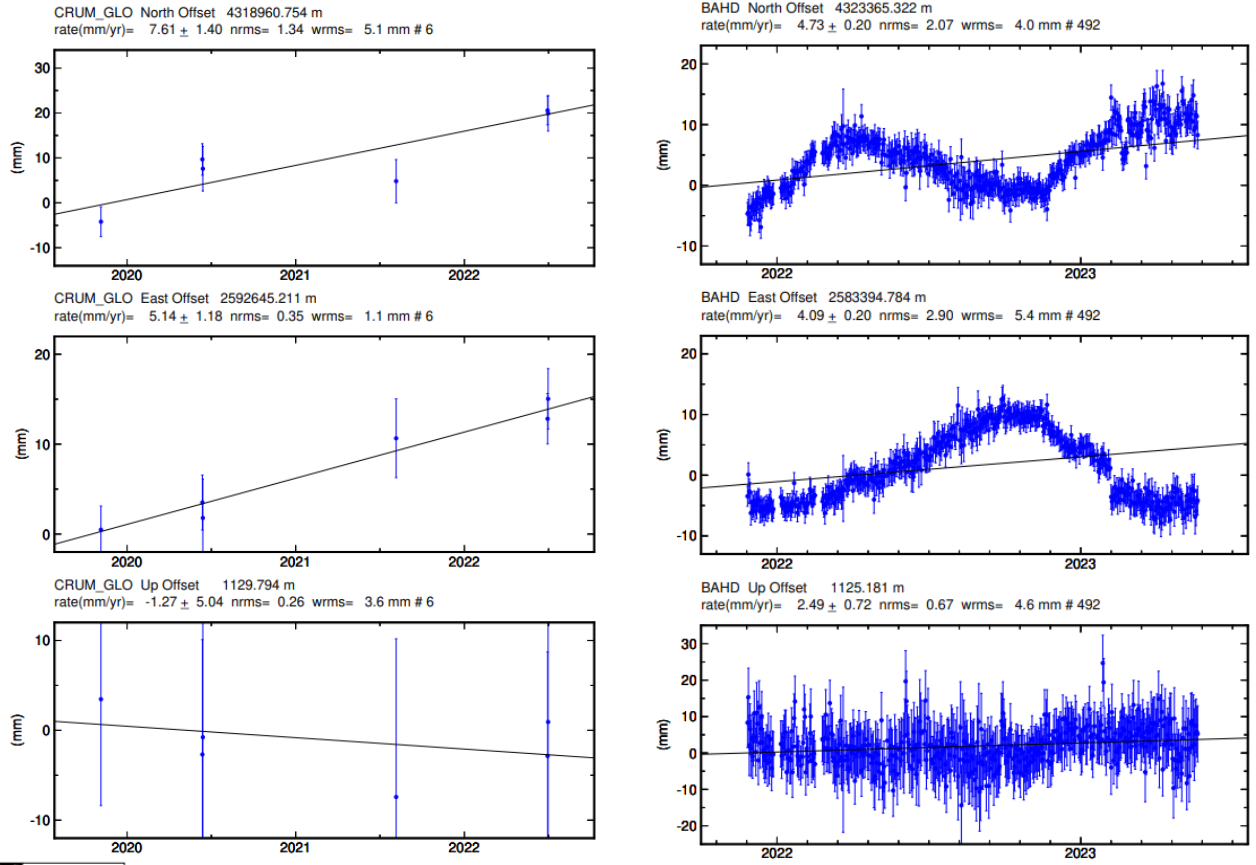 CRUM_GLO North Offset 4318960.754 m
rate(mm/yr)= 7.61 ± 1.40 nrms= 1.34 wrms= 5.1 mm # 6
30
20
10
0
-10
(mm)
2020 2021 2022
CRUM_GLO East Offset 2592645.211 m
rate(mm/yr)= 5.14 ± 1.18 nrms= 0.35 wrms= 1.1 mm # 6
20
10
0
(mm)
2020 2021 2022
CRUM_GLO Up Offset 1129.794 m
rate(mm/yr)= -1.27 ± 5.04 nrms= 0.26 wrms= 3.6 mm # 6
10
0
-10
(mm)
2020 2021 2022
BAHD North Offset 4323365.322 m
rate(mm/yr)= 4.73 ± 0.20 nrms= 2.07 wrms= 4.0 mm # 492
20
10
0
-10
(mm)
2022 2023
BAHD East Offset 2583394.784 m
rate(mm/yr)= 4.09 ± 0.20 nrms= 2.90 wrms= 5.4 mm # 492
20
10
0
-10
(mm)
2022 2023
BAHD Up Offset 1125.181 m
rate(mm/yr)= 2.49 ± 0.72 nrms= 0.67 wrms= 4.6 mm # 492
30
20
10
0
-10
-20
(mm)
2022 2023